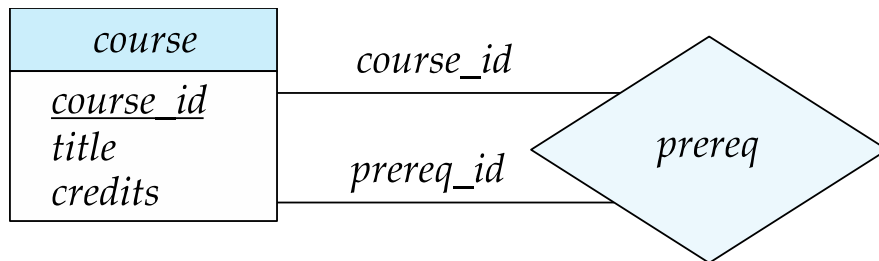 course
course_id
title
credits
course_id
prereq_id
prereq